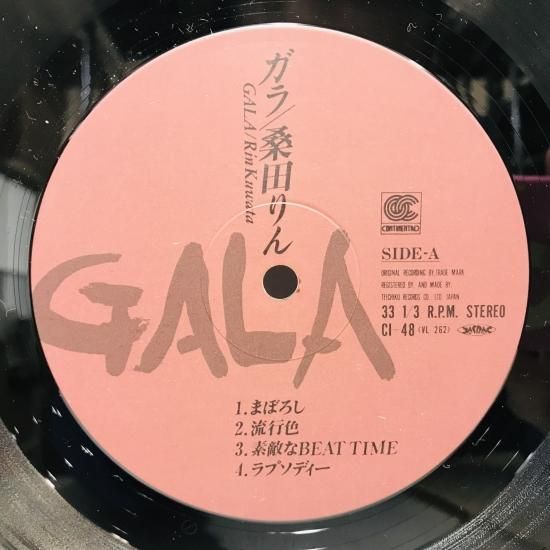 ガラ/桑田りん
GALA/Rin Kuwata
GALA
CONTINENTAL
SIDE-A
ORIGINAL RECORDING BY, TRADE MARK
REGISTERED BY AND MADE BY.
TEICHIKU RECORDS CO. LTD. JAPAN
33 1/3 R.P.M. STEREO
CI-48 (VL 262)
1.まぼろし
2.流行色
3.素敵なBEAT TIME
4.ラプソディー